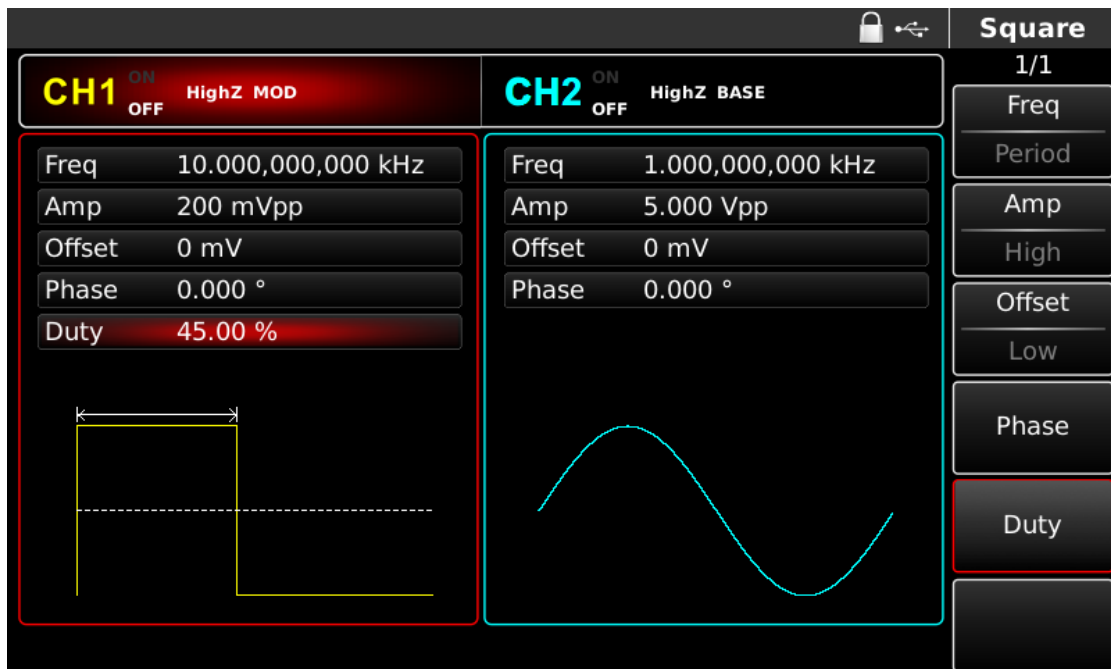 Square
1/1
CH1 ON OFF HighZ MOD
CH2 ON OFF HighZ BASE
Freq 10.000,000,000 kHz
Amp 200 mVpp
Offset 0 mV
Phase 0.000 °
Duty 45.00 %
Freq 1.000,000,000 kHz
Amp 5.000 Vpp
Offset 0 mV
Phase 0.000 °
Freq
Period
Amp
High
Offset
Low
Phase
Duty